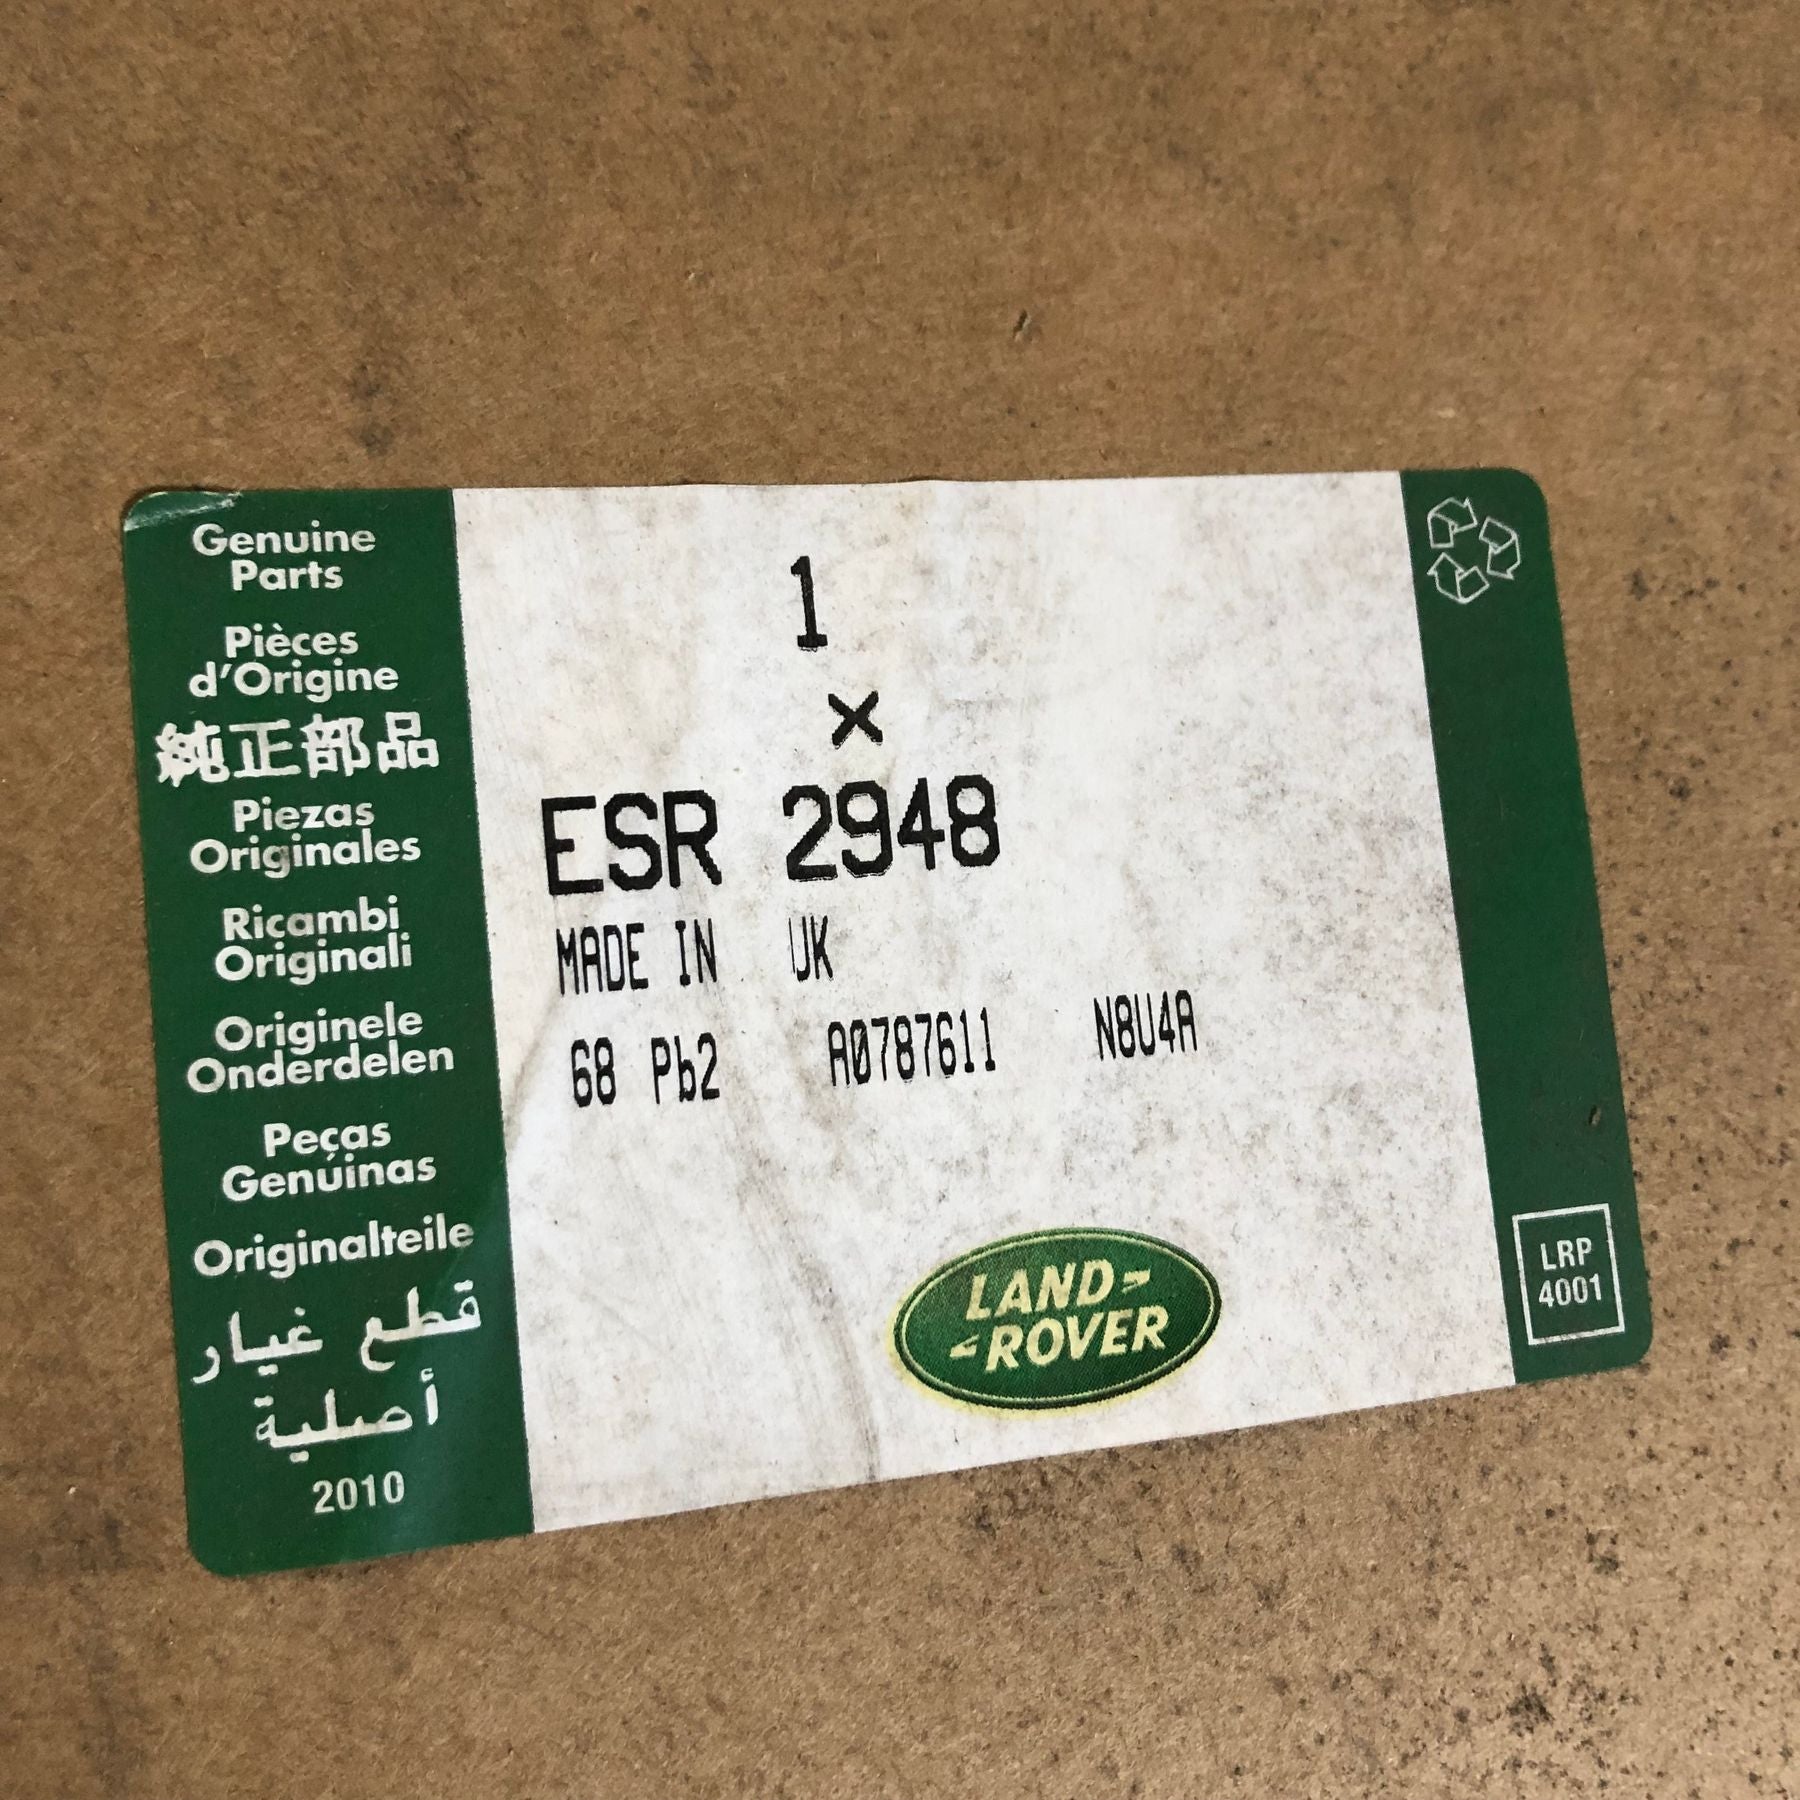 Genuine
Parts
Pièces
d'Origine
純正部品
Piezas
Originales
Ricambi
Originali
Originele
Onderdelen
Peças
Genúinas
Originalteile
قطع غيار
أصلية
2010
1
×
ESR 2948
MADE IN UK
68 Pb2 A0787611 N8U4A
LAND
ROVER
LRP
4001